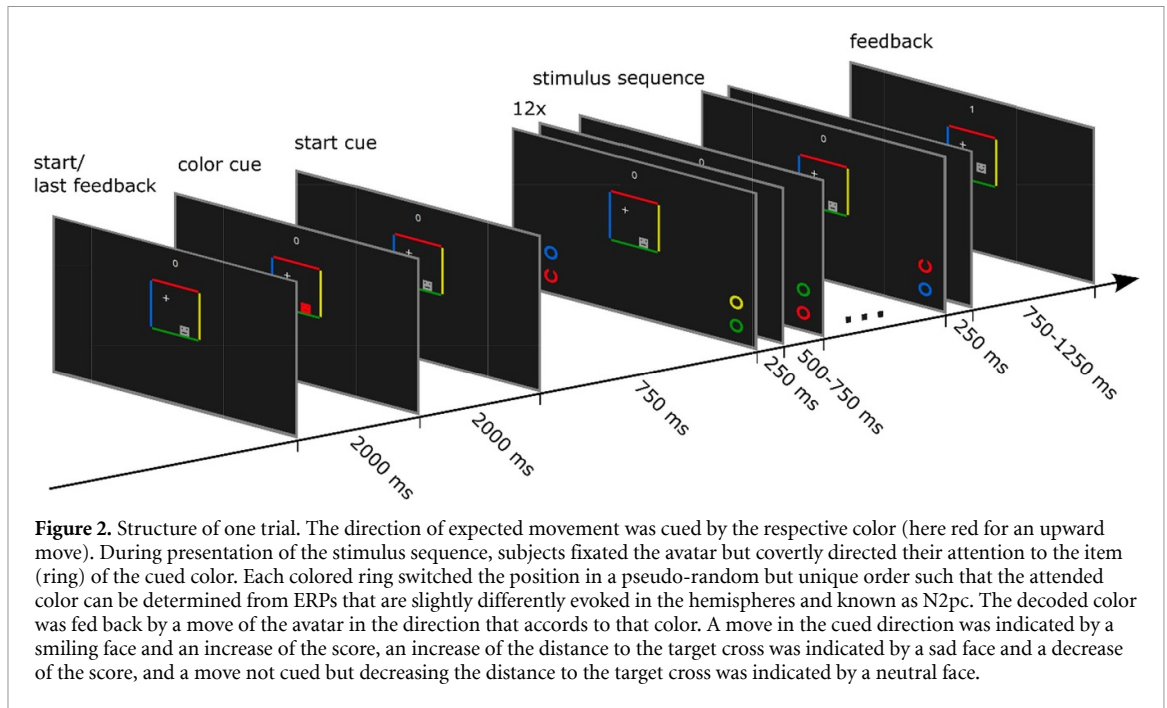 feedback
stimulus sequence
12x
start cue
color cue
start/
last feedback
0
0
0
0
0
0
1
2000 ms
2000 ms
750 ms
250 ms
500-750 ms
250 ms
750-1250 ms
Figure 2. Structure of one trial. The direction of expected movement was cued by the respective color (here red for an upward
move). During presentation of the stimulus sequence, subjects fixated the avatar but covertly directed their attention to the item
(ring) of the cued color. Each colored ring switched the position in a pseudo-random but unique order such that the attended
color can be determined from ERPs that are slightly differently evoked in the hemispheres and known as N2pc. The decoded color
was fed back by a move of the avatar in the direction that accords to that color. A move in the cued direction was indicated by a
smiling face and an increase of the score, an increase of the distance to the target cross was indicated by a sad face and a decrease
of the score, and a move not cued but decreasing the distance to the target cross was indicated by a neutral face.